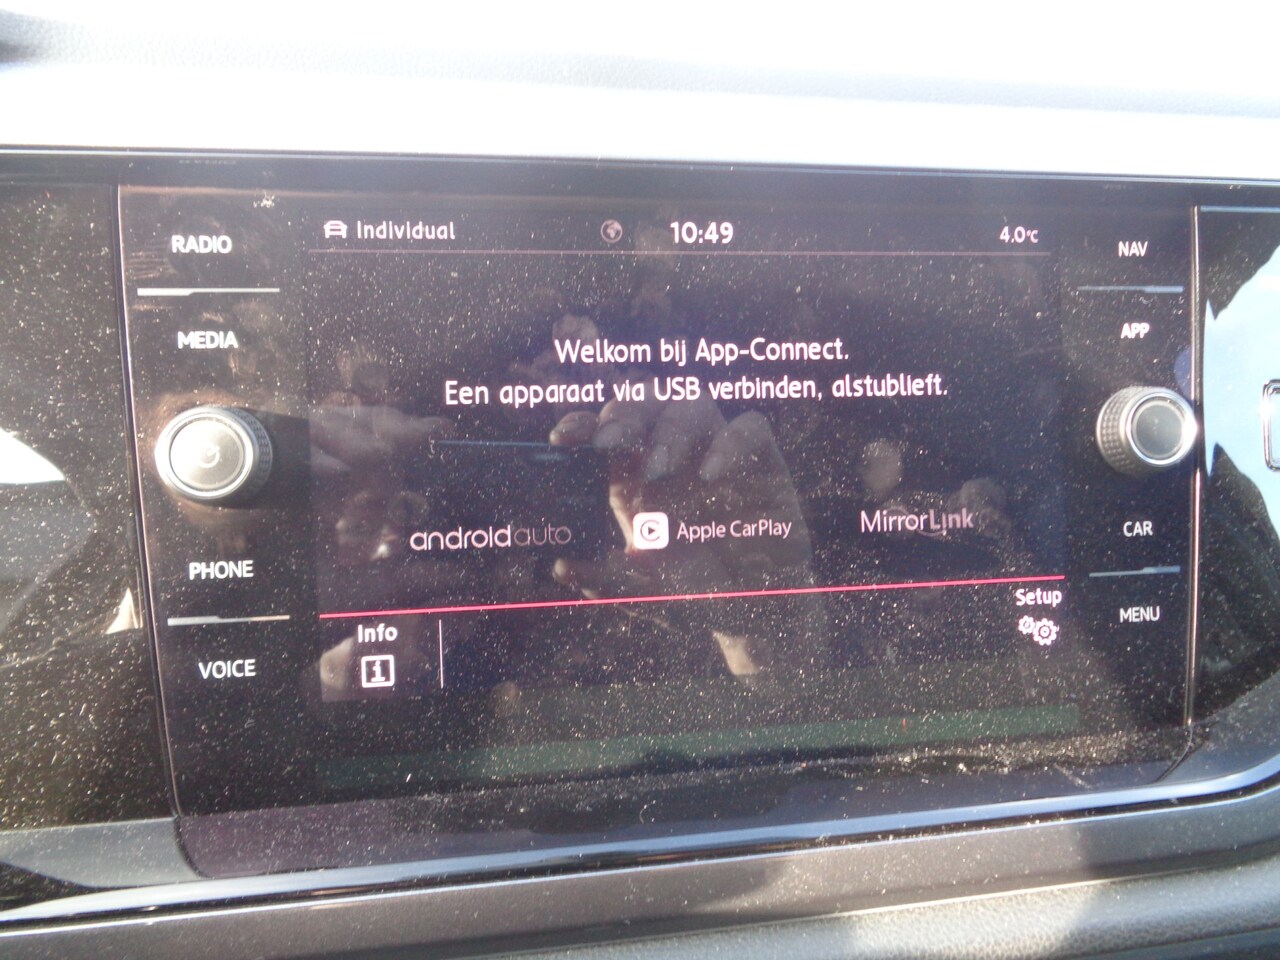 RADIO
MEDIA
PHONE
VOICE
Individual
10:49
4.0°C
Welkom bij App-Connect.
Een apparaat via USB verbinden, alstublieft.
androidauto
Apple CarPlay
MirrorLink
Info
Setup
NAV
APP
CAR
MENU